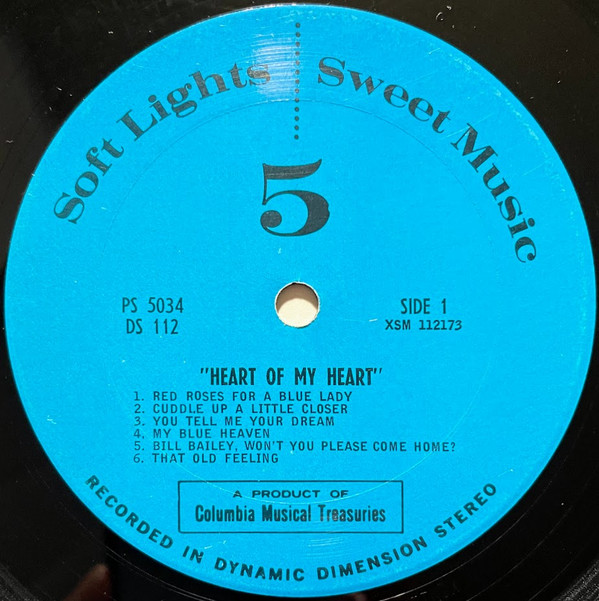 Soft Lights Sweet Music
5
PS 5034
DS 112
SIDE 1
XSM 112173
"HEART OF MY HEART"
1. RED ROSES FOR A BLUE LADY
2. CUDDLE UP A LITTLE CLOSER
3. YOU TELL ME YOUR DREAM
4. MY BLUE HEAVEN
5. BILL BAILEY, WON'T YOU PLEASE COME HOME?
6. THAT OLD FEELING
A PRODUCT OF
Columbia Musical Treasuries
RECORDED IN DYNAMIC DIMENSION STEREO